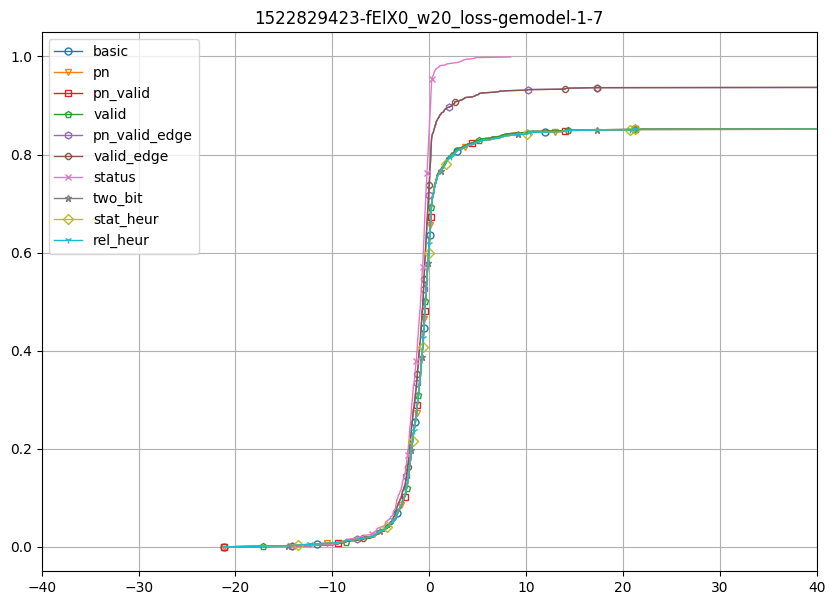 1522829423-fElX0_w20_loss-gemodel-1-7
1.0
0.8
0.6
0.4
0.2
0.0
basic
pn
pn_valid
valid
pn_valid_edge
valid_edge
status
two_bit
stat_heur
rel_heur
−40
−30
−20
−10
0
10
20
30
40